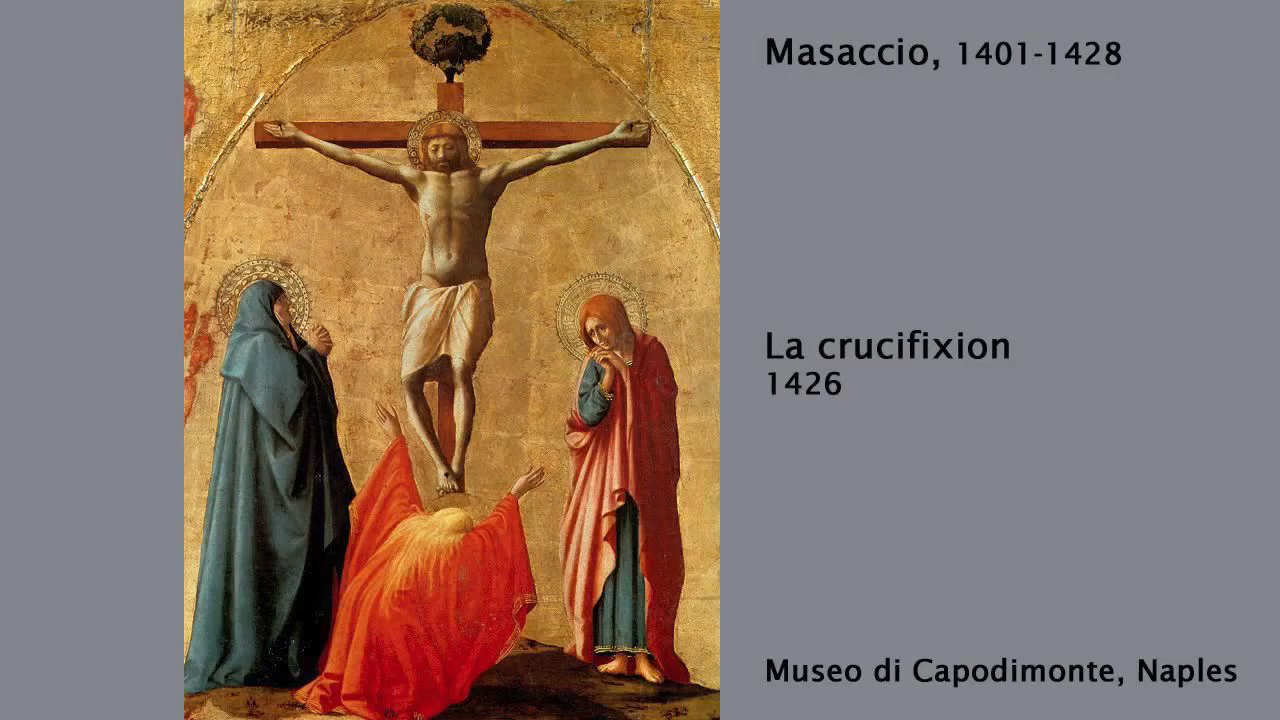 Masaccio, 1401-1428
La crucifixion
1426
Museo di Capodimonte, Naples